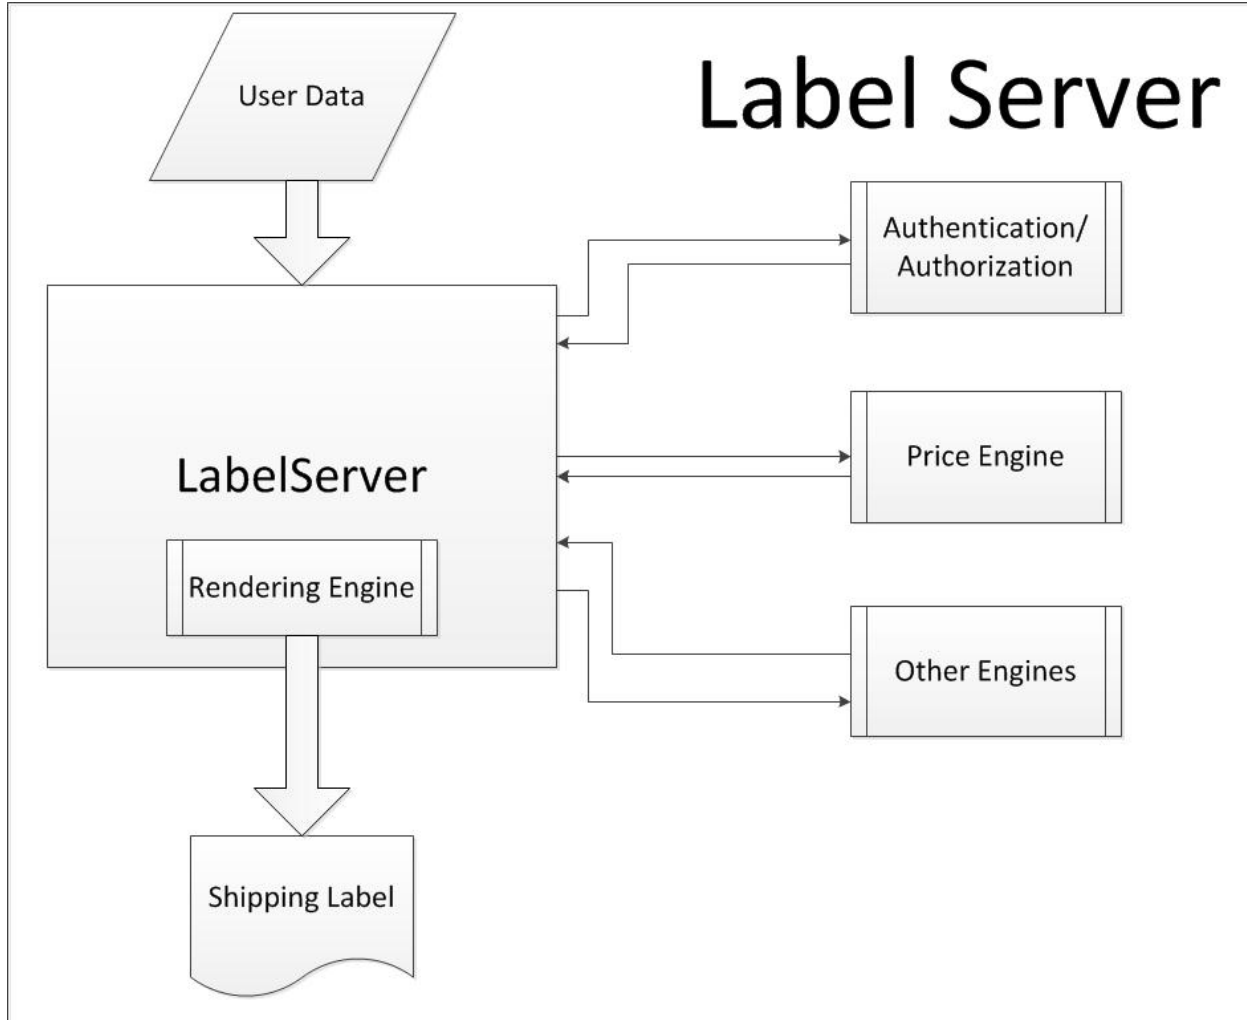 Label Server
User Data
Authentication/
Authorization
LabelServer
Price Engine
Rendering Engine
Other Engines
Shipping Label